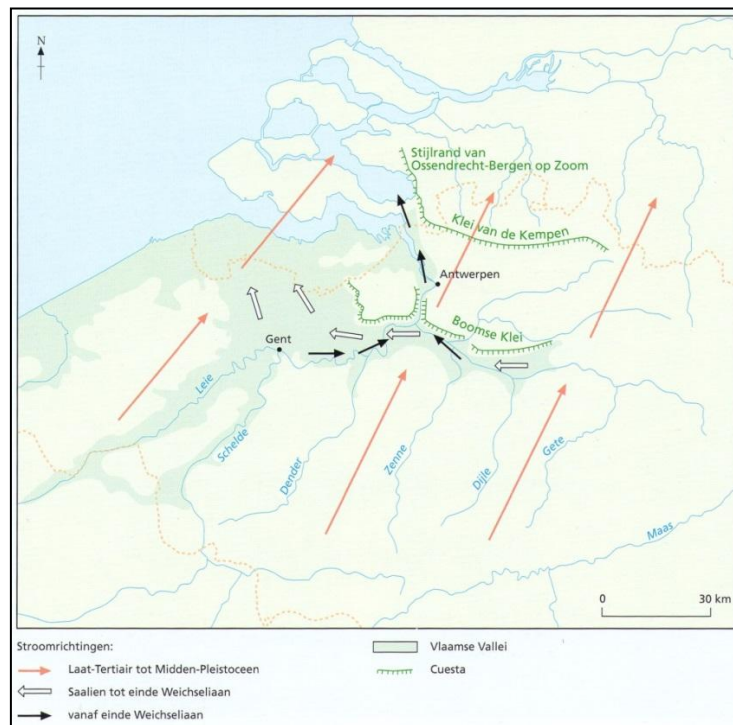 N
Stijlrand van
Ossendrecht-Bergen op Zoom
Klei van de Kempen
Antwerpen
Boomse Klei
Gent
Leie
Schelde
Dender
Zenne
Dijle
Gete
Maas
0 30 km
Stroomrichtingen:
Laat-Tertiair tot Midden-Pleistoceen
Saalien tot einde Weichseliaan
vanaf einde Weichseliaan
Vlaamse Vallei
Cuesta